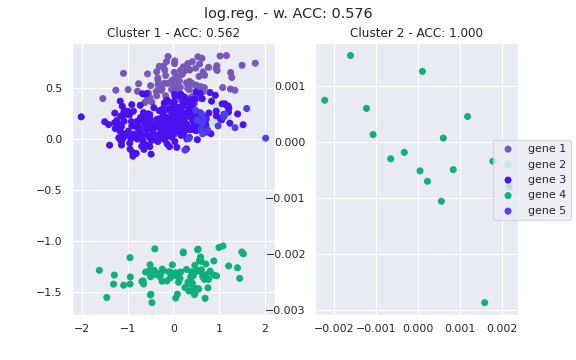 log.reg. - w. ACC: 0.576
Cluster 1 - ACC: 0.562
Cluster 2 - ACC: 1.000
0.5
0.0
−0.5
−1.0
−1.5
−2
−1
0
1
2
0.001
0.000
−0.001
−0.002
−0.003
−0.002
−0.001
0.000
0.001
0.002
gene 1
gene 2
gene 3
gene 4
gene 5